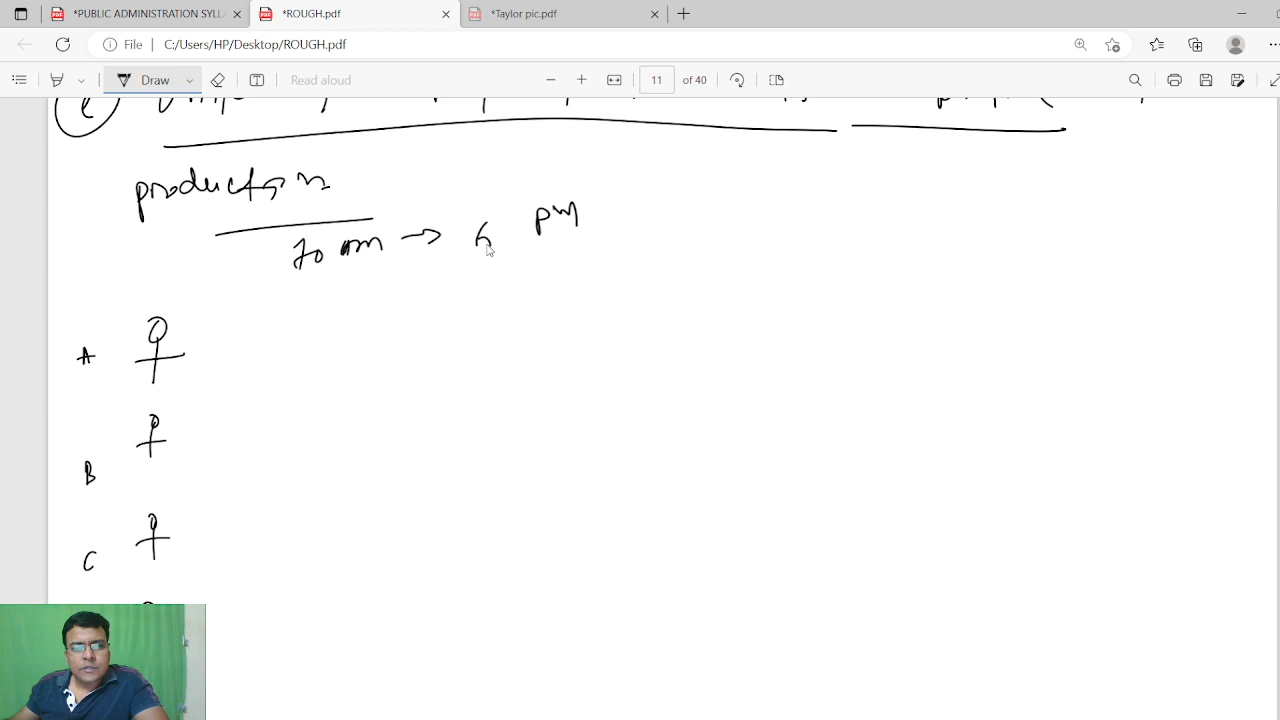 *PUBLIC ADMINISTRATION SYLLA
*ROUGH.pdf
*Taylor pic.pdf
File
C:/Users/HP/Desktop/ROUGH.pdf
Draw
Read aloud
11 of 40
production
10 am → 6 pm
A
B
C